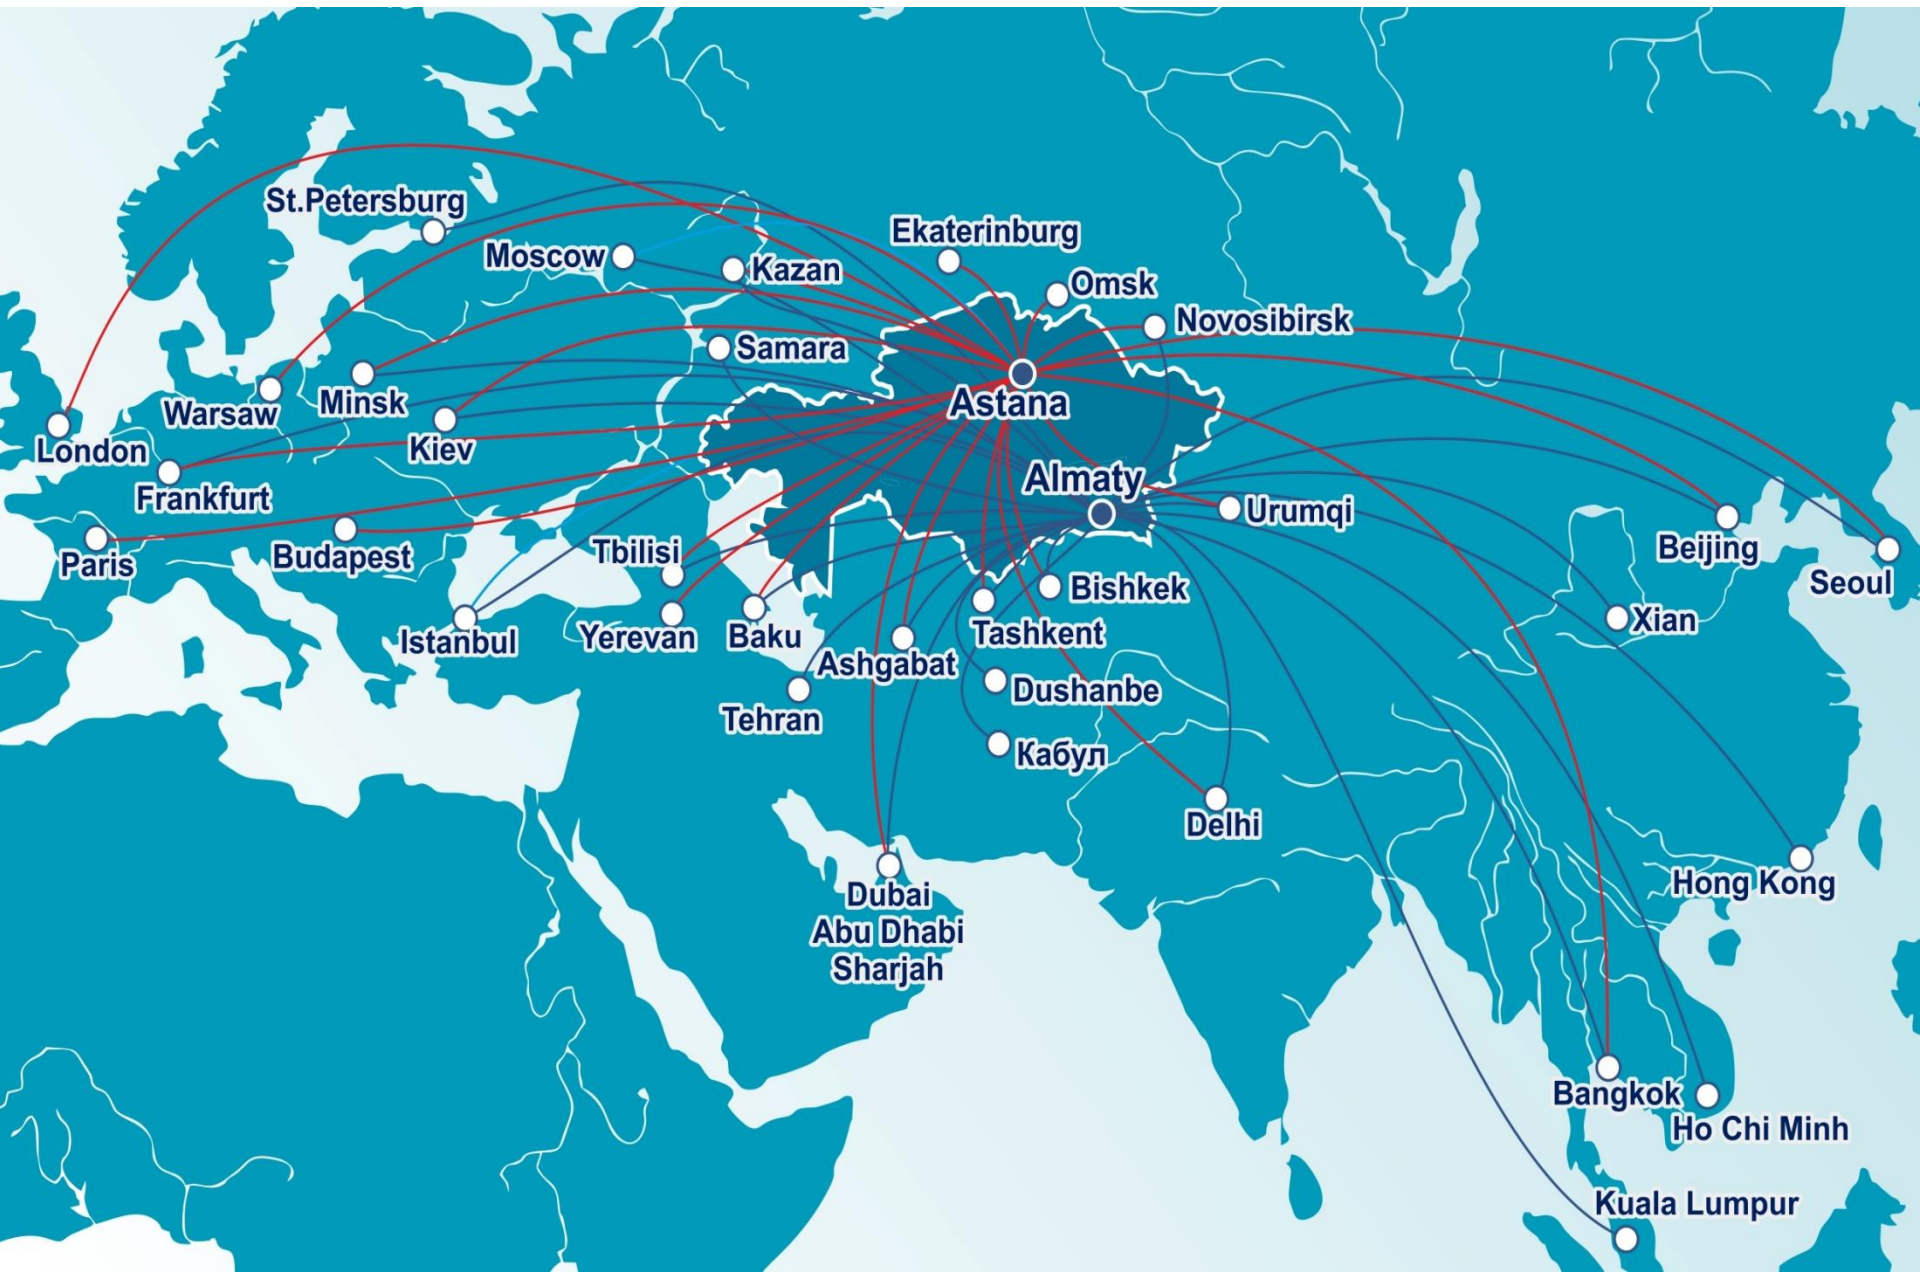 St.Petersburg
Moscow
Kazan
Ekaterinburg
Omsk
Novosibirsk
Samara
Warsaw
Minsk
Astana
London
Kiev
Frankfurt
Almaty
Urumqi
Paris
Budapest
Tbilisi
Beijing
Seoul
Bishkek
Istanbul
Yerevan
Baku
Tashkent
Xian
Ashgabat
Dushanbe
Tehran
Кабул
Delhi
Dubai
Abu Dhabi
Sharjah
Hong Kong
Bangkok
Ho Chi Minh
Kuala Lumpur